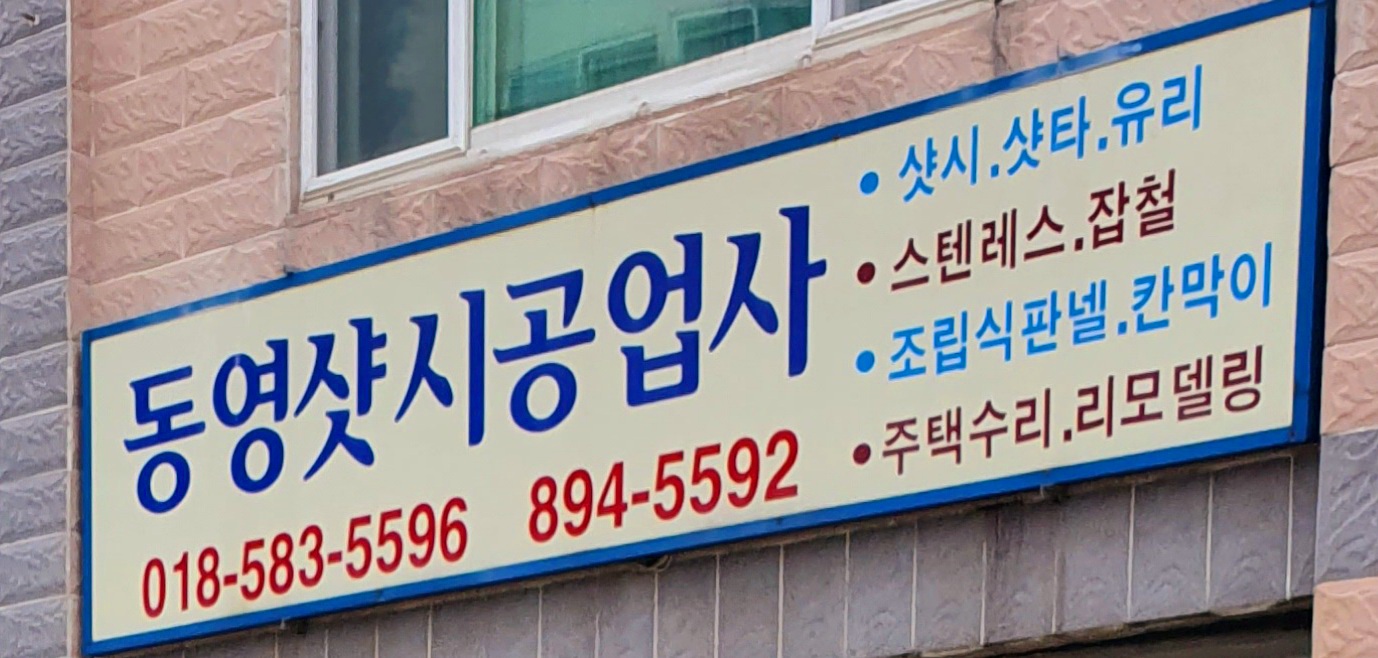 동영샷시공업사
018-583-5596 894-5592
• 샷시.샷타.유리
• 스텐레스.잡철
• 조립식판넬.칸막이
• 주택수리.리모델링